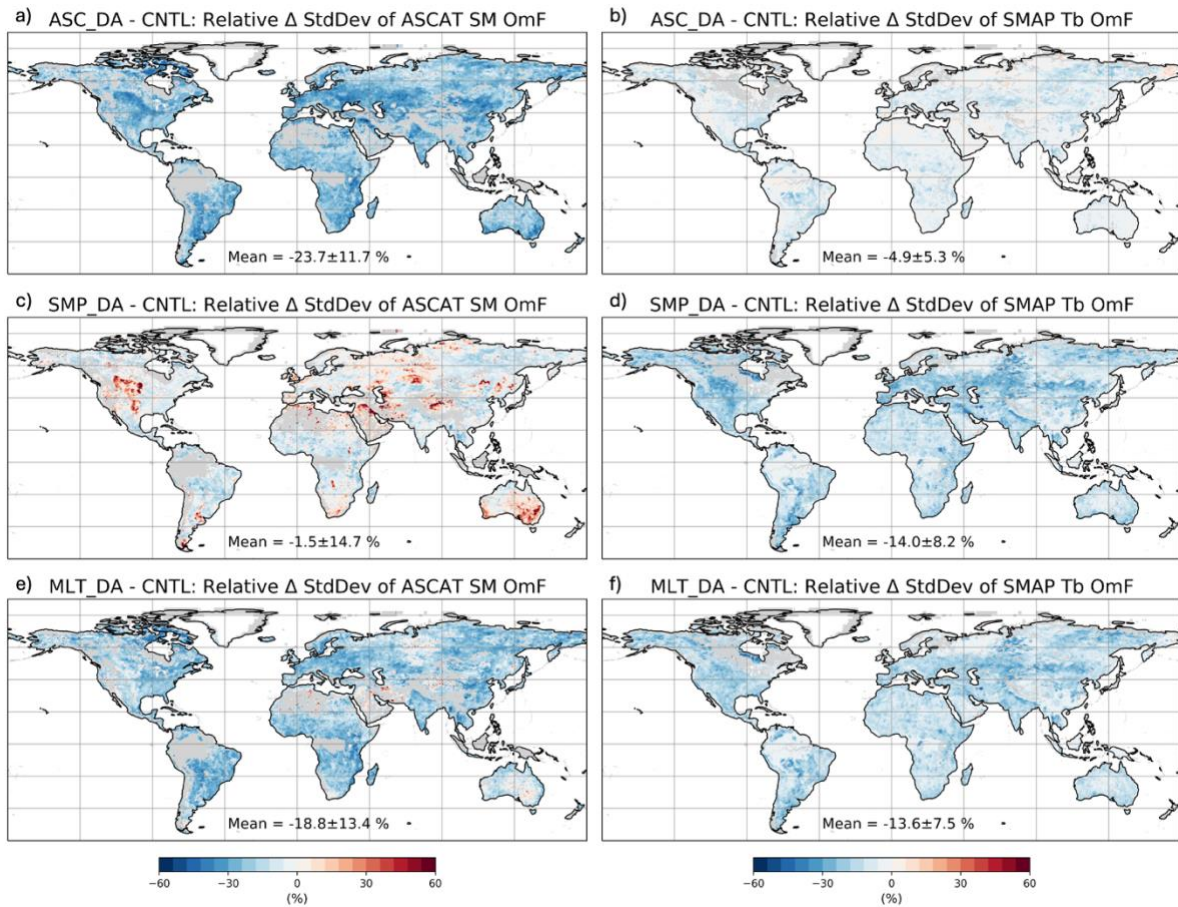 a) ASC_DA - CNTL: Relative Δ StdDev of ASCAT SM OmF
Mean = -23.7±11.7 %
b) ASC_DA - CNTL: Relative Δ StdDev of SMAP Tb OmF
Mean = -4.9±5.3 %
c) SMP_DA - CNTL: Relative Δ StdDev of ASCAT SM OmF
Mean = -1.5±14.7 %
d) SMP_DA - CNTL: Relative Δ StdDev of SMAP Tb OmF
Mean = -14.0±8.2 %
e) MLT_DA - CNTL: Relative Δ StdDev of ASCAT SM OmF
Mean = -18.8±13.4 %
f) MLT_DA - CNTL: Relative Δ StdDev of SMAP Tb OmF
Mean = -13.6±7.5 %
−60 −30 0 30 60
(%)
−60 −30 0 30 60
(%)